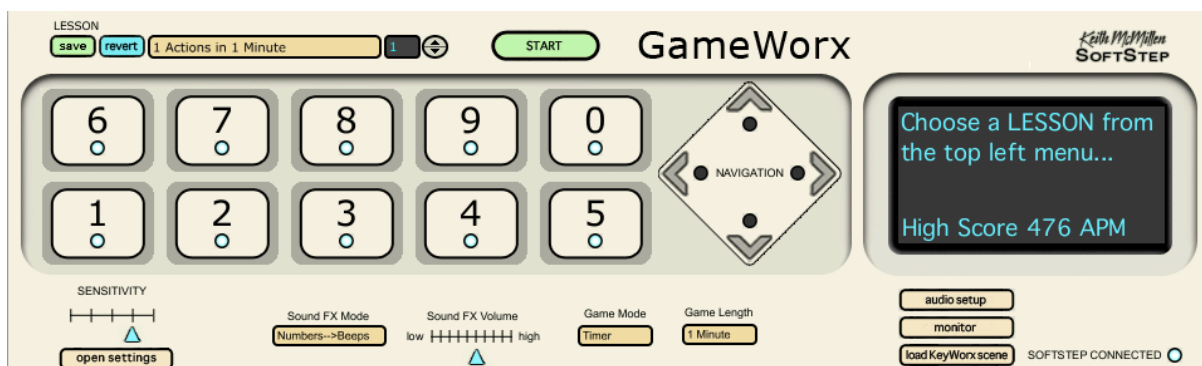 LESSON
save revert 1 Actions in 1 Minute 1 START GameWorx Keith McMillen
SOFTSTEP
6 7 8 9 0
1 2 3 4 5
NAVIGATION
Choose a LESSON from
the top left menu...
High Score 476 APM
SENSITIVITY
open settings
Sound FX Mode
Numbers-->Beeps
Sound FX Volume
low high
Game Mode
Timer
Game Length
1 Minute
audio setup
monitor
load KeyWorx scene SOFTSTEP CONNECTED